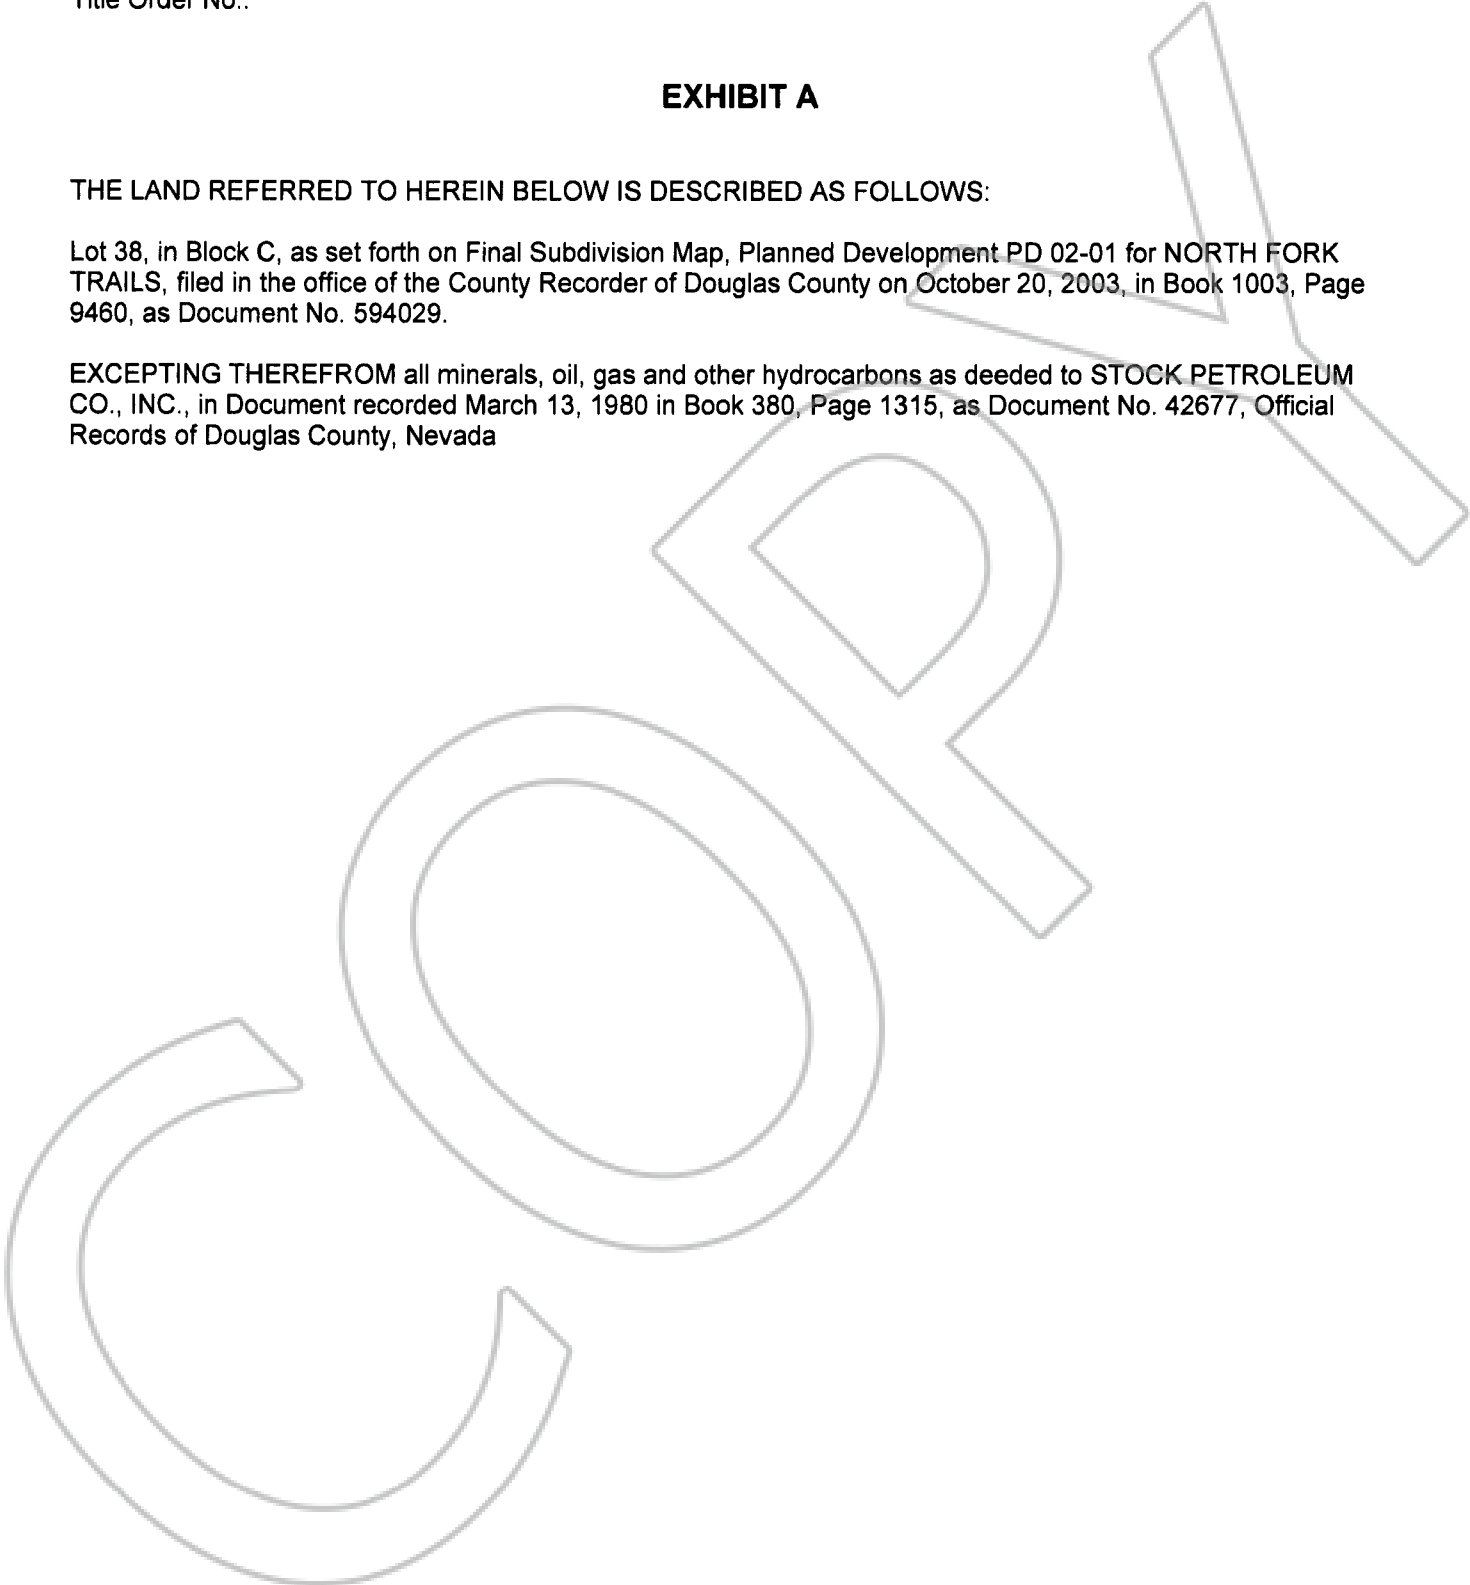 Title Order No.:
EXHIBIT A
THE LAND REFERRED TO HEREIN BELOW IS DESCRIBED AS FOLLOWS:
Lot 38, in Block C, as set forth on Final Subdivision Map, Planned Development PD 02-01 for NORTH FORK
TRAILS, filed in the office of the County Recorder of Douglas County on October 20, 2003, in Book 1003, Page
9460, as Document No. 594029.
EXCEPTING THEREFROM all minerals, oil, gas and other hydrocarbons as deeded to STOCK PETROLEUM
CO., INC., in Document recorded March 13, 1980 in Book 380, Page 1315, as Document No. 42677, Official
Records of Douglas County, Nevada
COPY